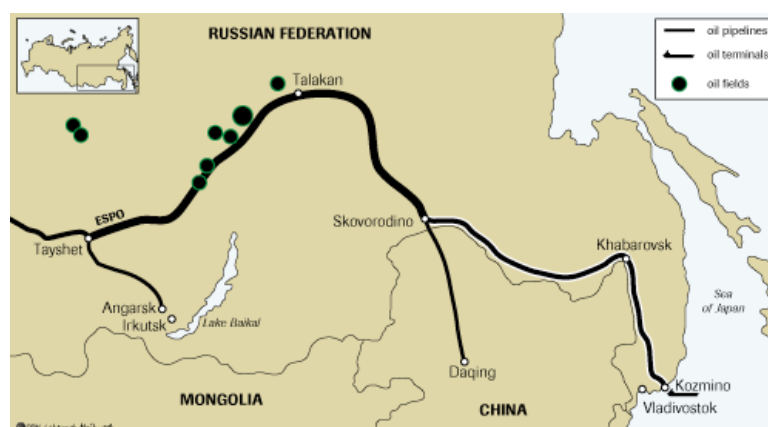 RUSSIAN FEDERATION
oil pipelines
oil terminals
oil fields
Talakan
ESPO
Skovorodino
Tayshet
Khabarovsk
Angarsk
Irkutsk
Lake Baikal
Sea
of Japan
Daqing
Kozmino
MONGOLIA
CHINA
Vladivostok